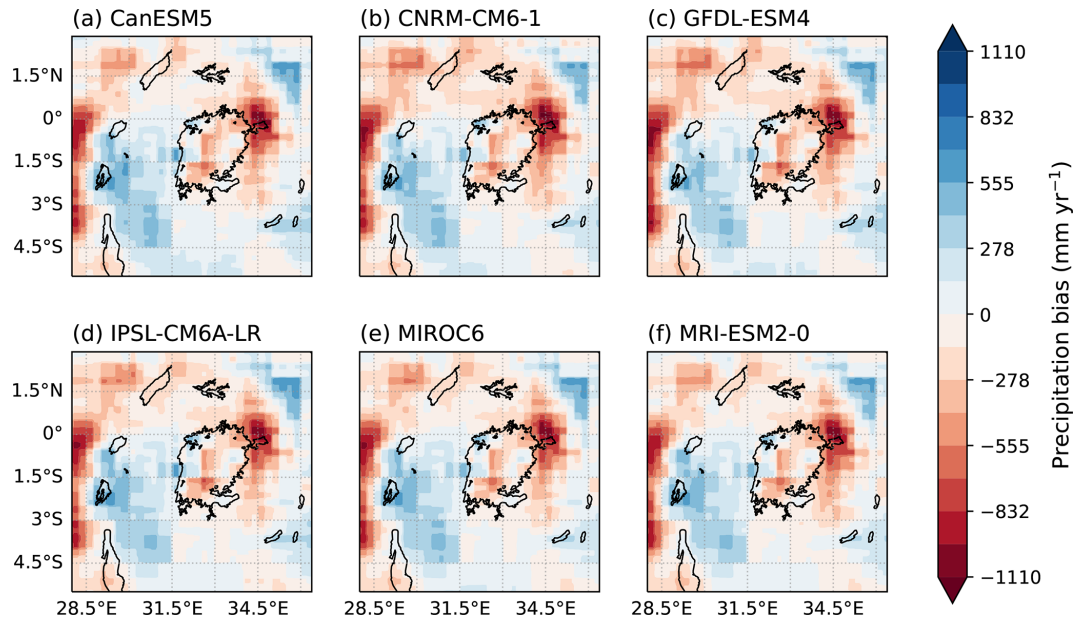 (a) CanESM5
(b) CNRM-CM6-1
(c) GFDL-ESM4
1.5°N
0°
1.5°S
3°S
4.5°S
(d) IPSL-CM6A-LR
(e) MIROC6
(f) MRI-ESM2-0
1.5°N
0°
1.5°S
3°S
4.5°S
28.5°E 31.5°E 34.5°E
28.5°E 31.5°E 34.5°E
28.5°E 31.5°E 34.5°E
1110
832
555
278
0
−278
−555
−832
−1110
Precipitation bias (mm yr⁻¹)